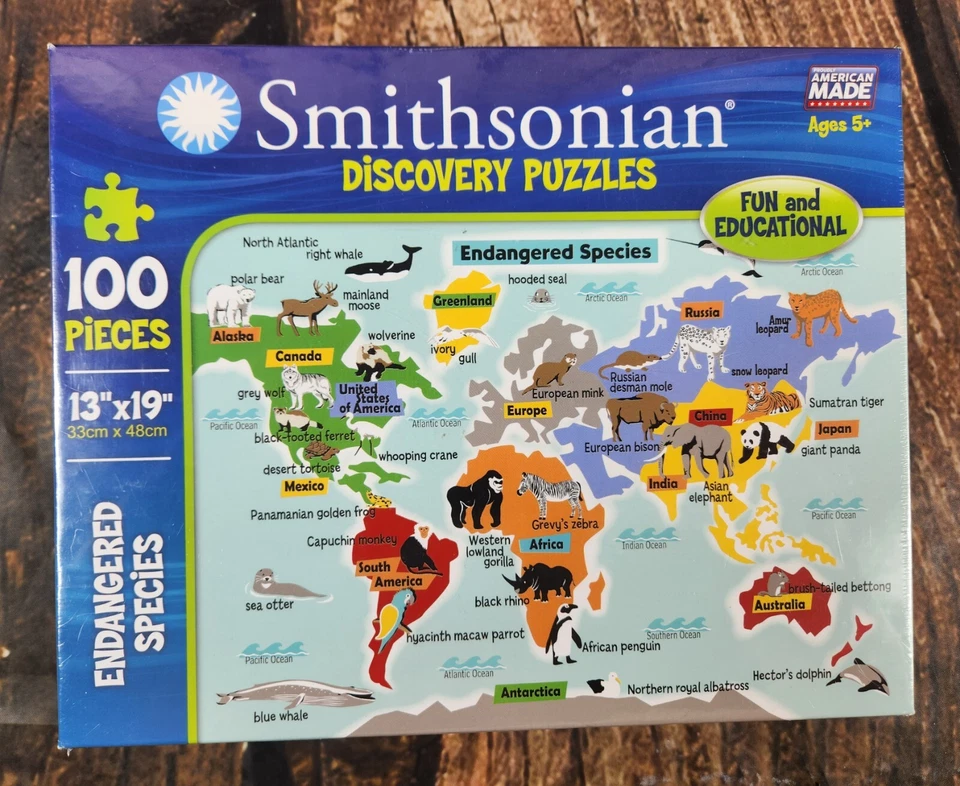 Smithsonian®
DISCOVERY PUZZLES
PROUDLY
AMERICAN
MADE
Ages 5+
FUN and
EDUCATIONAL
100
PIECES
13"x19"
33cm x 48cm
ENDANGERED
SPECIES
Endangered Species
North Atlantic
right whale
polar bear
mainland
moose
Alaska
Canada
wolverine
Greenland
ivory
gull
hooded seal
Arctic Ocean
Arctic Ocean
Russia
Amur
leopard
snow leopard
grey wolf
United
States
of America
Pacific Ocean
Atlantic Ocean
black-footed ferret
whooping crane
desert tortoise
Mexico
Panamanian golden frog
Europe
European mink
Russian
desman mole
European bison
China
Sumatran tiger
Japan
giant panda
India
Asian
elephant
Pacific Ocean
Capuchin monkey
South
America
Western
lowland
gorilla
Grevy's zebra
Africa
Indian Ocean
black rhino
sea otter
hyacinth macaw parrot
African penguin
Southern Ocean
brush-tailed bettong
Australia
Pacific Ocean
Atlantic Ocean
Hector's dolphin
blue whale
Antarctica
Northern royal albatross